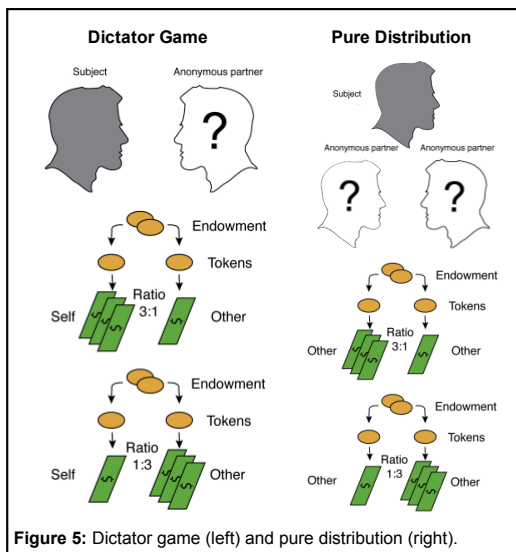 Dictator Game
Subject
Anonymous partner
?
Endowment
Tokens
Self
Ratio
3:1
Other
$
$
$
$
Endowment
Tokens
Self
Ratio
1:3
Other
$
$
$
$
Pure Distribution
Subject
Anonymous partner
Anonymous partner
?
?
Endowment
Tokens
Other
Ratio
3:1
Other
$
$
$
$
Endowment
Tokens
Other
Ratio
1:3
Other
$
$
$
$
Figure 5: Dictator game (left) and pure distribution (right).